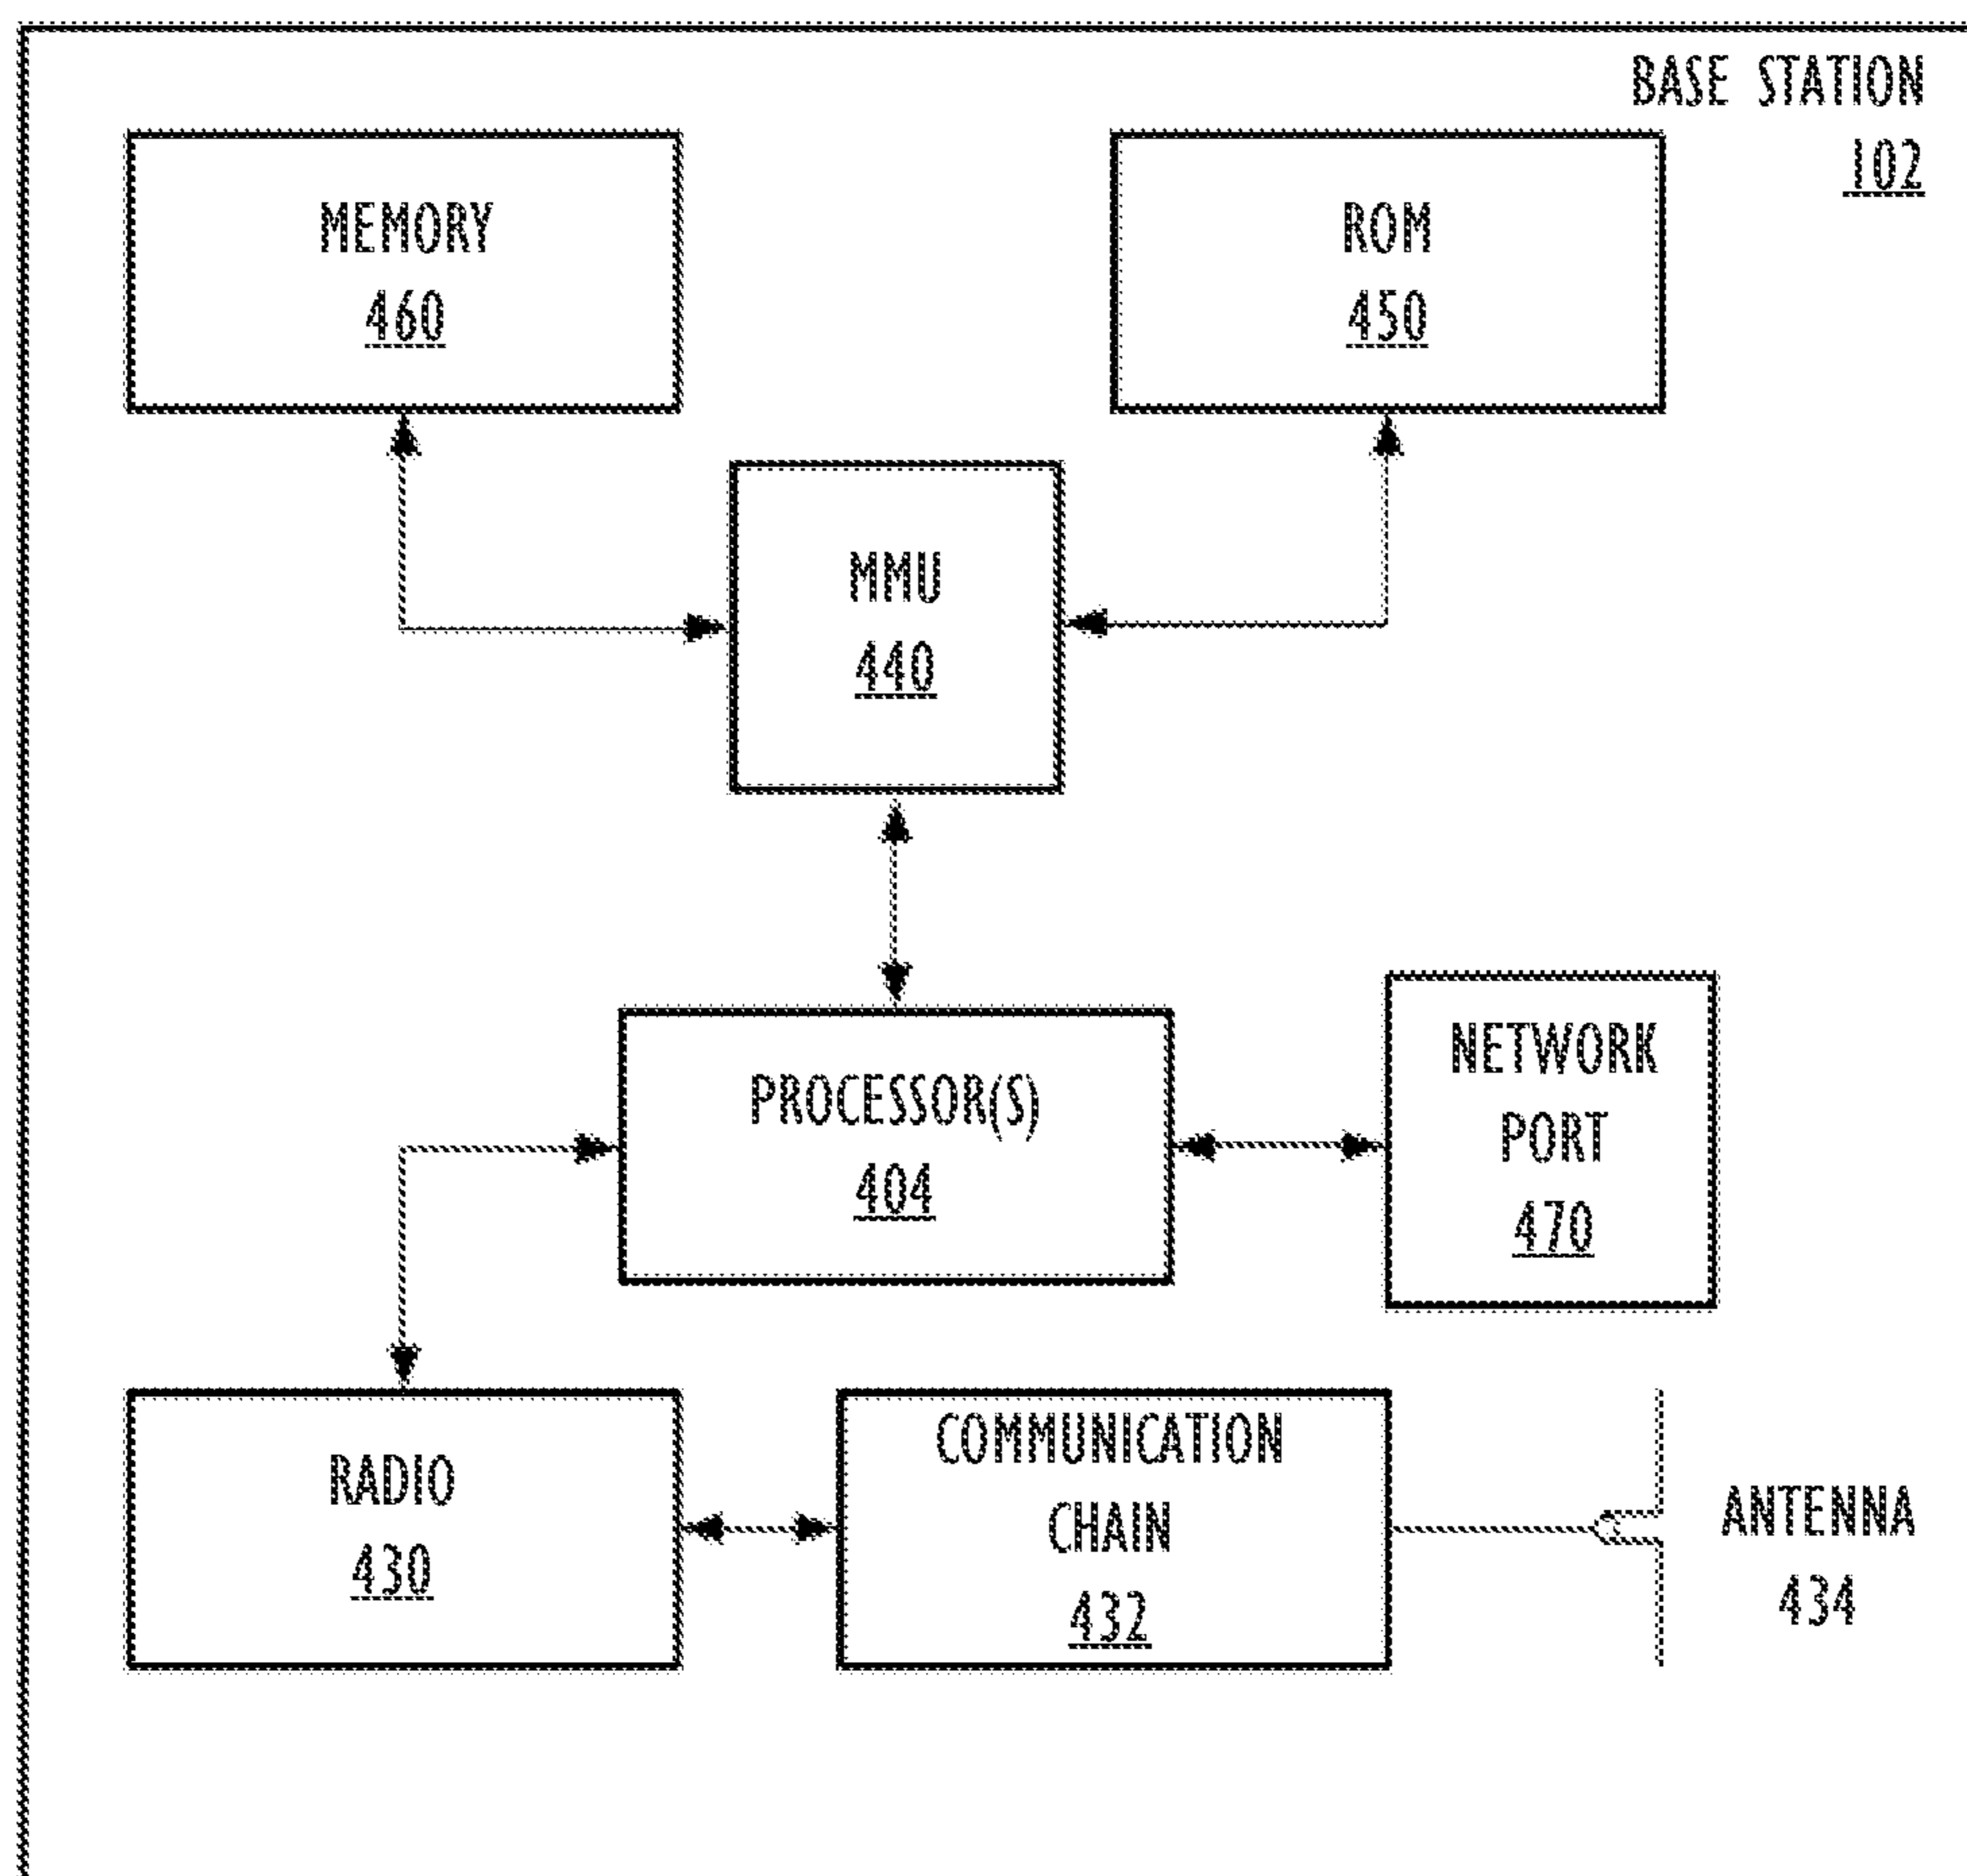 BASE STATION
102
MEMORY
460
ROM
450
MMU
440
PROCESSOR(S)
404
NETWORK
PORT
470
RADIO
430
COMMUNICATION
CHAIN
432
ANTENNA
434